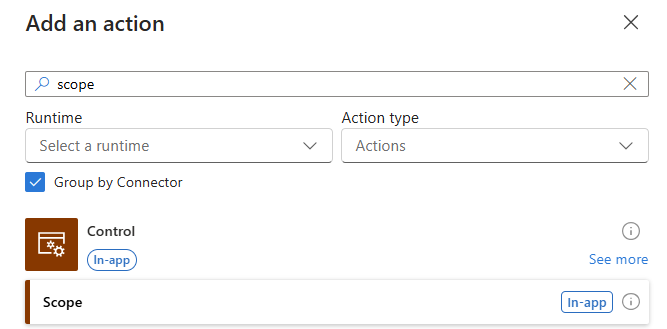 Add an action
scope
Runtime
Action type
Select a runtime
Actions
Group by Connector
Control
In-app
See more
Scope
In-app